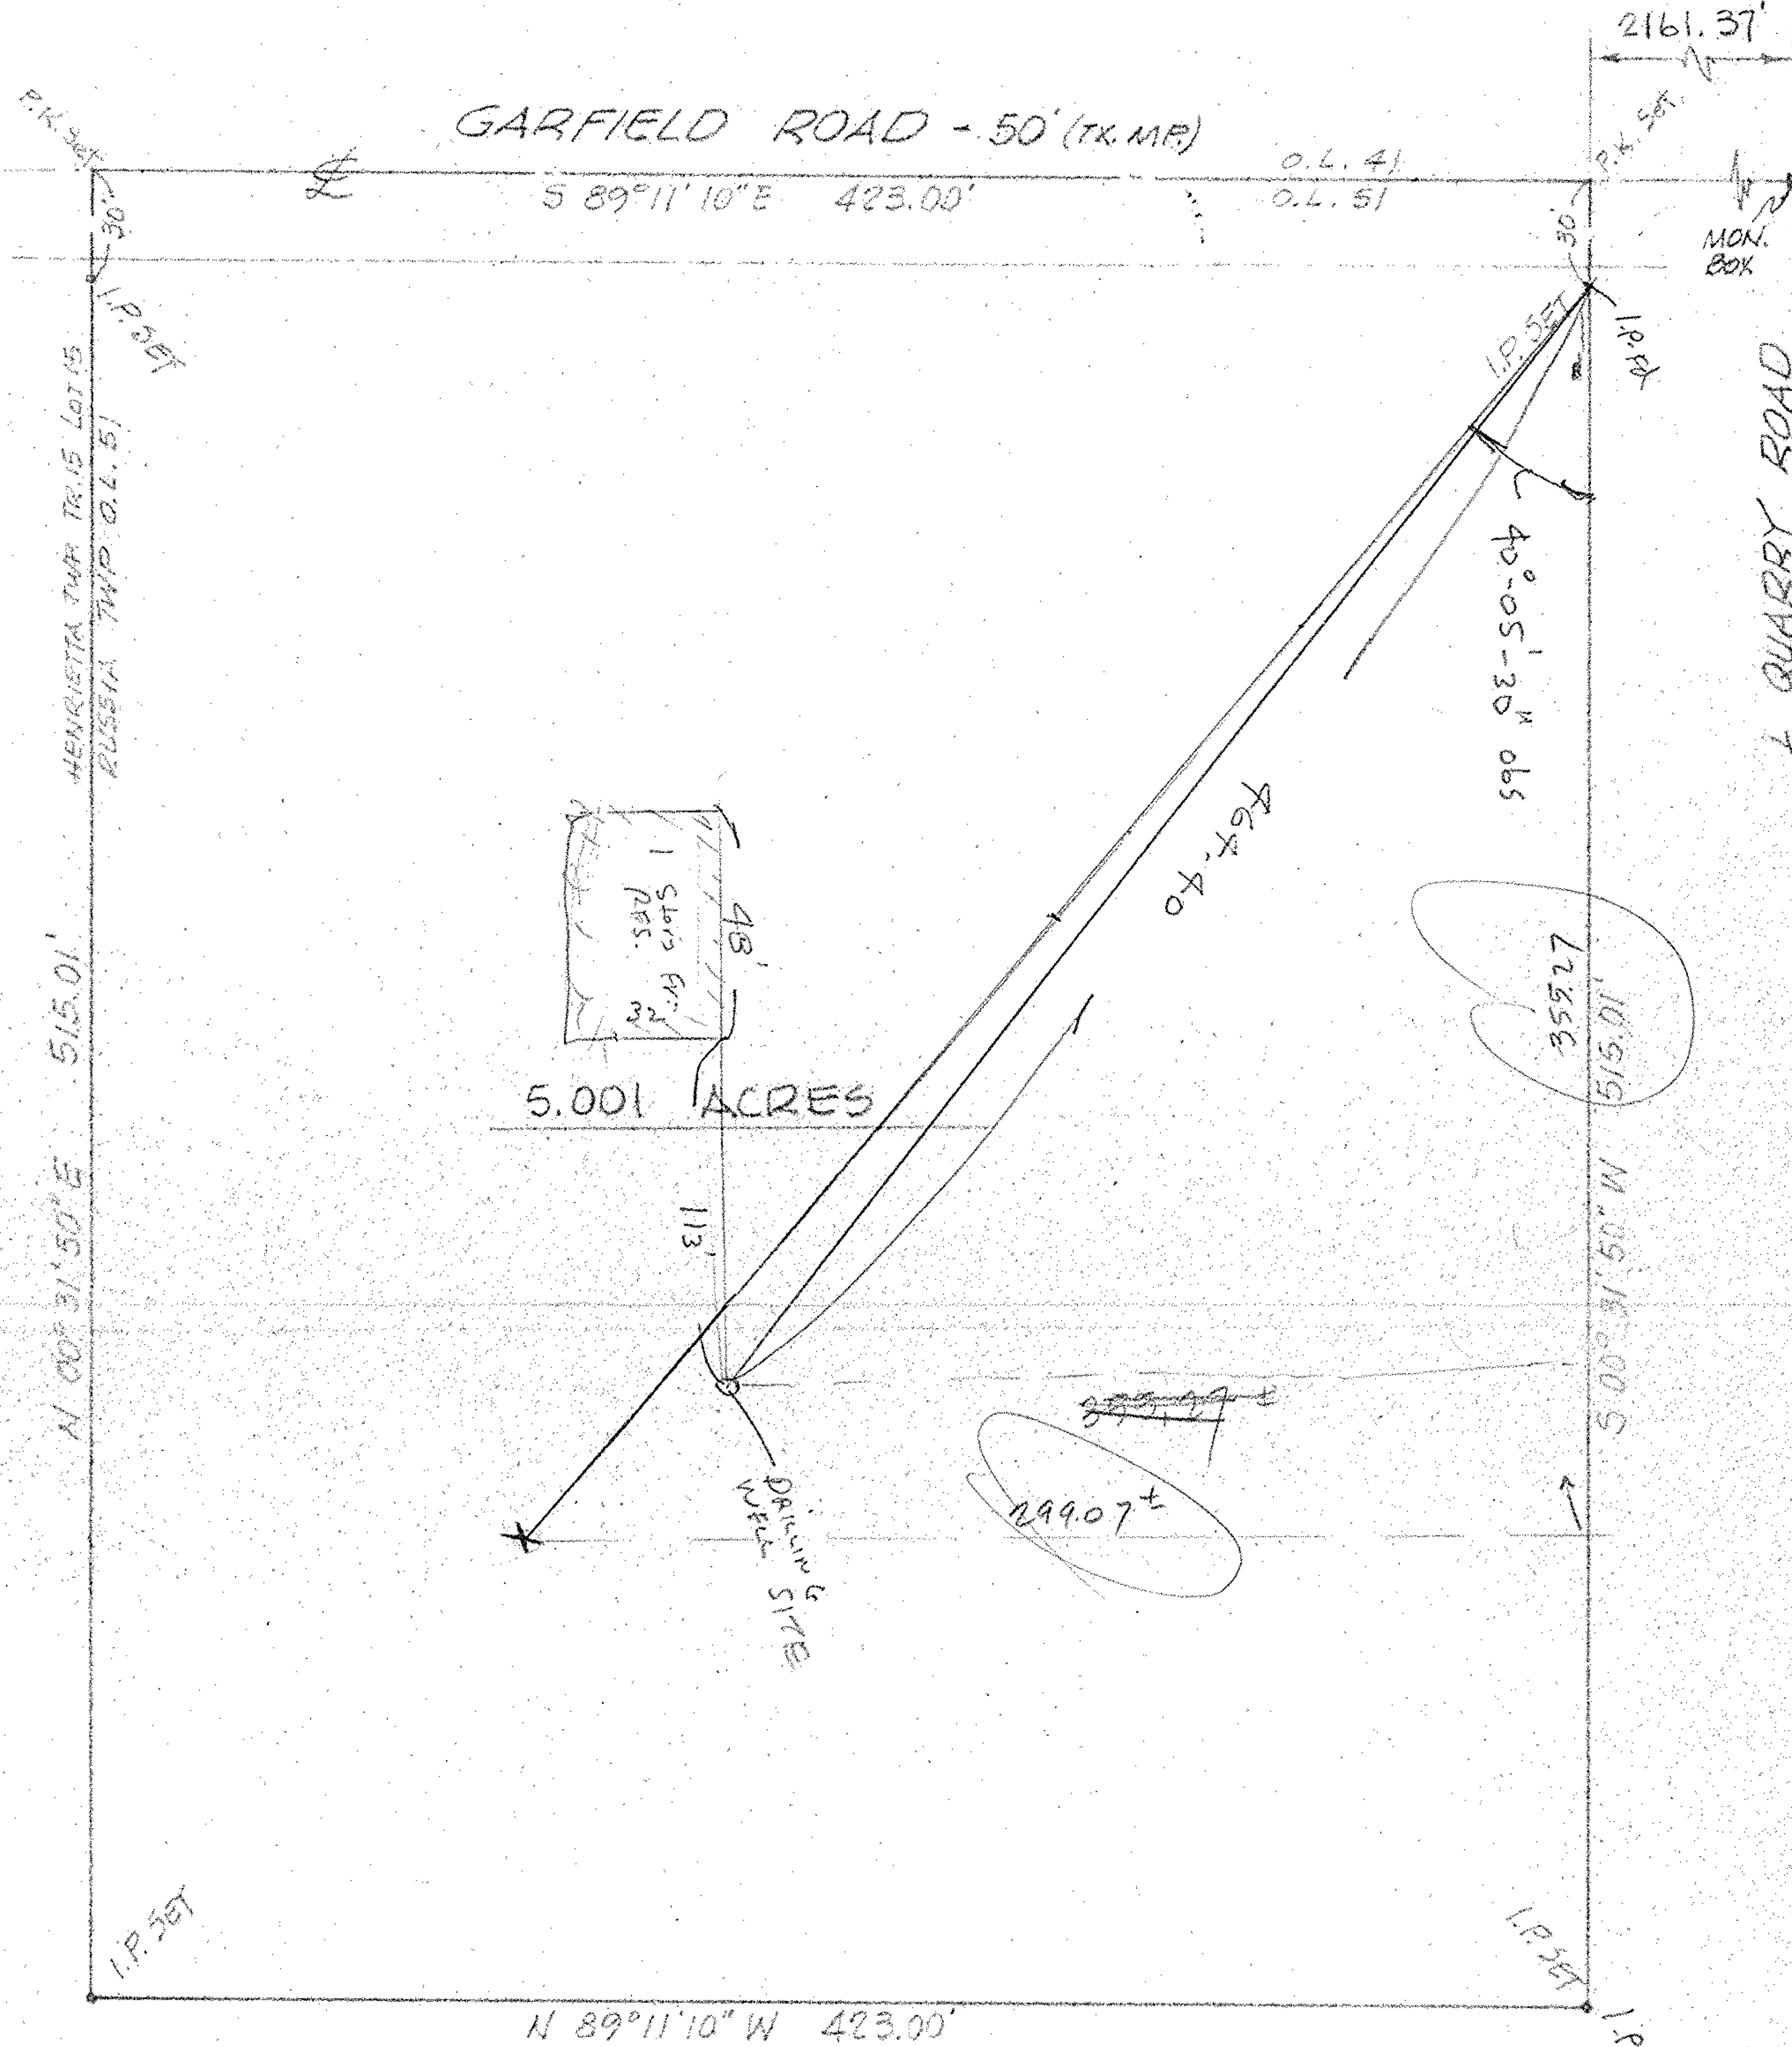 2161.37'
P.K. Set
GARFIELD ROAD - 50' (TK. MP.)
P.K. Set.
O.L. 41
S 89°11'10" E 423.00'
O.L. 51
30'
30'
MON.
BOX
I.P. SET
I.P. SET
I.P. fd
QUARRY ROAD
HENRIETTA TWP. TR. 15 LOT 15
RUSSIA TWP. O.L. 51
40°-05'-30" obs
464.40
48'
1
Story Fr.
RES.
32
355.27
515.01'
515.01'
5.001 ACRES
113'
N 00° 31' 50" E
S 00° 31' 50" W
299.07 ±
DRILLING SITE
WELL
I.P. SET
I.P. SET
N 89°11'10" W 423.00'
I.P.